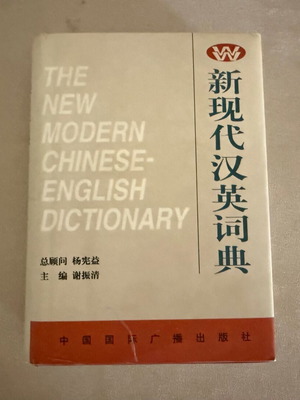 新现代汉英词典
THE
NEW
MODERN
CHINESE-
ENGLISH
DICTIONARY
总顾问 杨宪益
主编 谢振清
中国国际广播出版社